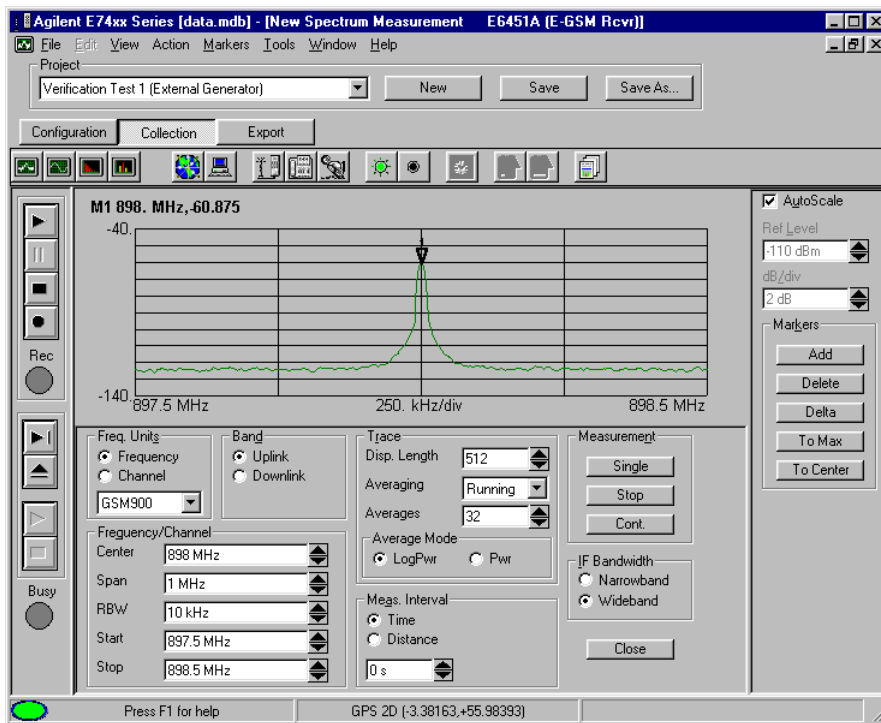 Agilent E74xx Series [data.mdb] - [New Spectrum Measurement E6451A (E-GSM Rcvr)]
File Edit View Action Markers Tools Window Help
Project
Verification Test 1 (External Generator) New Save Save As...
Configuration Collection Export
M1 898. MHz,-60.875
-40.
-140.
897.5 MHz 250. kHz/div 898.5 MHz
Rec
Busy
AutoScale
Ref Level
-110 dBm
dB/div
2 dB
Markers
Add
Delete
Delta
To Max
To Center
Freq. Units
Frequency
Channel
GSM900
Band
Uplink
Downlink
Frequency/Channel
Center 898 MHz
Span 1 MHz
RBW 10 kHz
Start 897.5 MHz
Stop 898.5 MHz
Trace
Disp. Length 512
Averaging Running
Averages 32
Average Mode
LogPwr Pwr
Meas. Interval
Time
Distance
0 s
Measurement
Single
Stop
Cont.
IF Bandwidth
Narrowband
Wideband
Close
Press F1 for help GPS 2D (-3.38163,+55.98393)